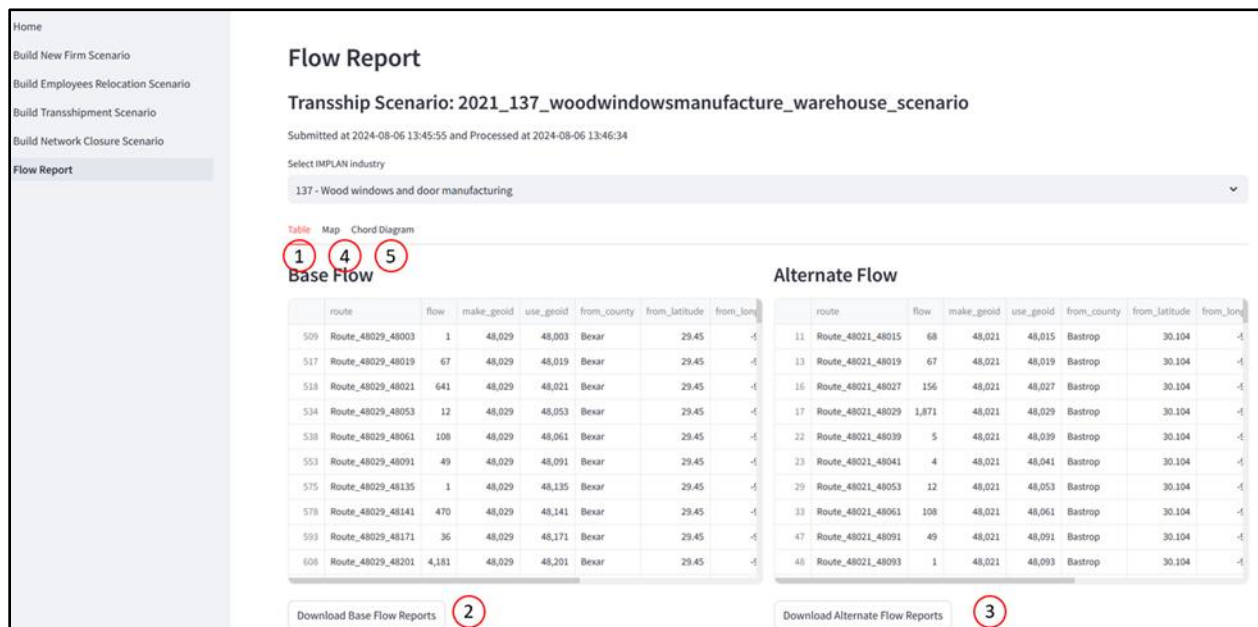 Home
Build New Firm Scenario
Build Employees Relocation Scenario
Build Transshipment Scenario
Build Network Closure Scenario
Flow Report
Flow Report
Transship Scenario: 2021_137_woodwindowsmanufacture_warehouse_scenario
Submitted at 2024-08-06 13:45:55 and Processed at 2024-08-06 13:46:34
Select IMPLAN industry
137 - Wood windows and door manufacturing
Table Map Chord Diagram
1 4 5
Base Flow
route flow make_geoid use_geoid from_county from_latitude from_long
509 Route_48029_48003 1 48,029 48,003 Bexar 29.45
517 Route_48029_48019 67 48,029 48,019 Bexar 29.45
518 Route_48029_48021 641 48,029 48,021 Bexar 29.45
534 Route_48029_48053 12 48,029 48,053 Bexar 29.45
538 Route_48029_48061 108 48,029 48,061 Bexar 29.45
553 Route_48029_48091 49 48,029 48,091 Bexar 29.45
575 Route_48029_48135 1 48,029 48,135 Bexar 29.45
578 Route_48029_48141 470 48,029 48,141 Bexar 29.45
593 Route_48029_48171 36 48,029 48,171 Bexar 29.45
608 Route_48029_48201 4,181 48,029 48,201 Bexar 29.45
Download Base Flow Reports 2
Alternate Flow
route flow make_geoid use_geoid from_county from_latitude from_long
11 Route_48021_48015 68 48,021 48,015 Bastrop 30.104
13 Route_48021_48019 67 48,021 48,019 Bastrop 30.104
16 Route_48021_48027 156 48,021 48,027 Bastrop 30.104
17 Route_48021_48029 1,871 48,021 48,029 Bastrop 30.104
22 Route_48021_48039 5 48,021 48,039 Bastrop 30.104
23 Route_48021_48041 4 48,021 48,041 Bastrop 30.104
29 Route_48021_48053 12 48,021 48,053 Bastrop 30.104
33 Route_48021_48061 108 48,021 48,061 Bastrop 30.104
47 Route_48021_48091 49 48,021 48,091 Bastrop 30.104
48 Route_48021_48093 1 48,021 48,093 Bastrop 30.104
Download Alternate Flow Reports 3